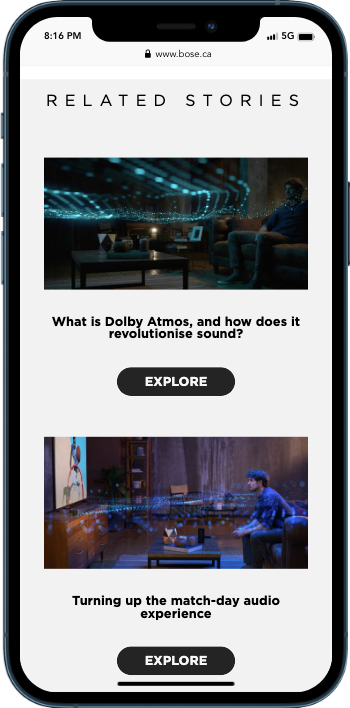 8:16 PM
5G
www.bose.ca
RELATED STORIES
What is Dolby Atmos, and how does it
revolutionise sound?
EXPLORE
Turning up the match-day audio
experience
EXPLORE